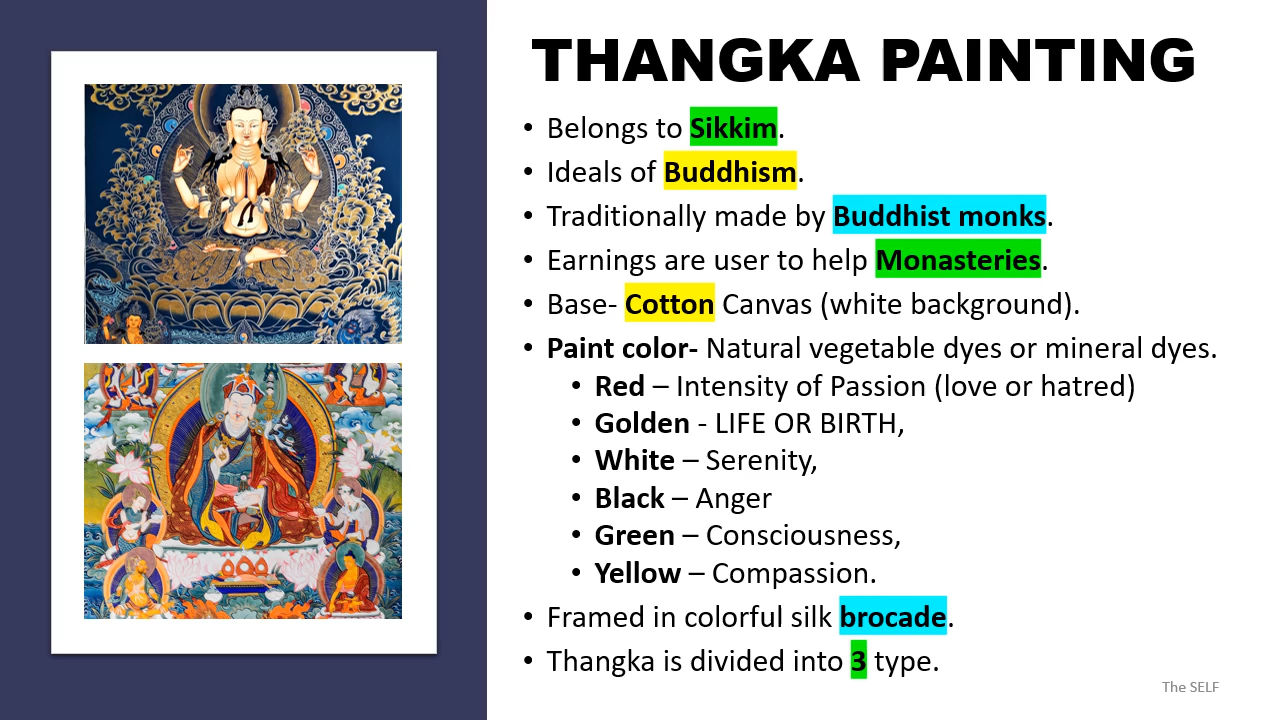 THANGKA PAINTING
• Belongs to Sikkim.
• Ideals of Buddhism.
• Traditionally made by Buddhist monks.
• Earnings are user to help Monasteries.
• Base- Cotton Canvas (white background).
• Paint color- Natural vegetable dyes or mineral dyes.
• Red – Intensity of Passion (love or hatred)
• Golden - LIFE OR BIRTH,
• White – Serenity,
• Black – Anger
• Green – Consciousness,
• Yellow – Compassion.
• Framed in colorful silk brocade.
• Thangka is divided into 3 type.
The SELF